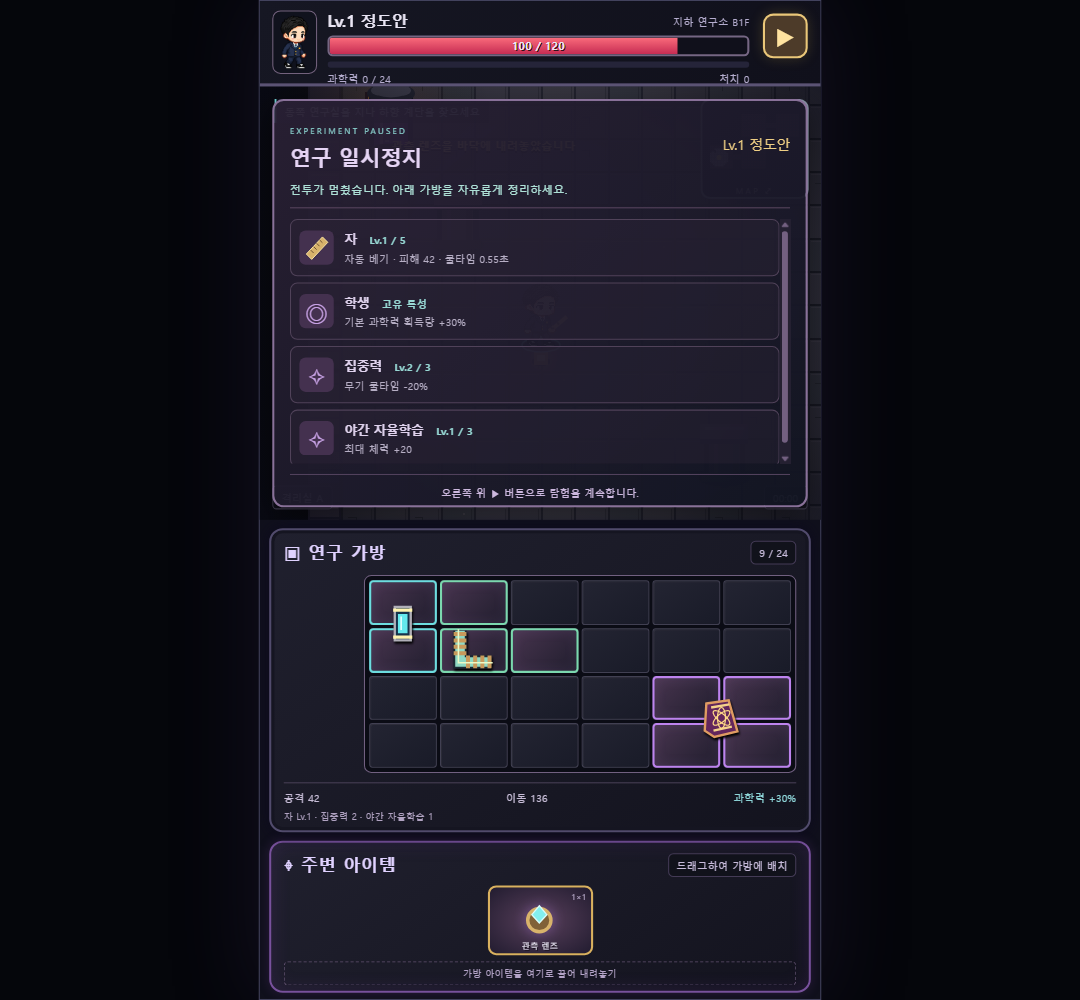 Lv.1 정도안
지하 연구소 B1F
100 / 120
과학력 0 / 24
처치 0
EXPERIMENT PAUSED
연구 일시정지
Lv.1 정도안
전투가 멈췄습니다. 아래 가방을 자유롭게 정리하세요.
자 Lv.1 / 5
자동 베기 · 피해 42 · 쿨타임 0.55초
학생 고유 특성
기본 과학력 획득량 +30%
집중력 Lv.2 / 3
무기 쿨타임 -20%
야간 자율학습 Lv.1 / 3
최대 체력 +20
오른쪽 위 ▶ 버튼으로 탐험을 계속합니다.
▣ 연구 가방
9 / 24
공격 42
이동 136
과학력 +30%
자 Lv.1 · 집중력 2 · 야간 자율학습 1
주변 아이템
드래그하여 가방에 배치
1×1
관측 렌즈
가방 아이템을 여기로 끌어 내려놓기